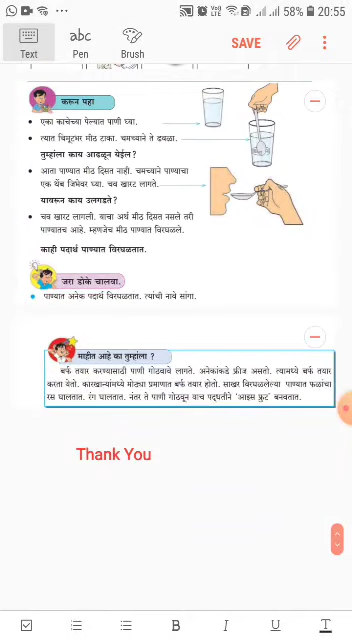 58% 20:55
Text
abc
Pen
Brush
SAVE
करून पहा
• एका काचेच्या पेल्यात पाणी घ्या.
• त्यात चिमूटभर मीठ टाका. चमच्याने ते ढवळा.
तुम्हांला काय आढळून येईल?
• आता पाण्यात मीठ दिसत नाही. चमच्याने पाण्याचा
एक थेंब जिभेवर घ्या. चव खारट लागते.
यावरून काय उलगडते?
• चव खारट लागली. याचा अर्थ मीठ दिसत नसले तरी
पाण्यातच आहे. म्हणजेच मीठ पाण्यात विरघळले.
काही पदार्थ पाण्यात विरघळतात.
जरा डोके चालवा.
• पाण्यात अनेक पदार्थ विरघळतात. त्यांची नावे सांगा.
माहीत आहे का तुम्हांला ?
बर्फ तयार करण्यासाठी पाणी गोठवावे लागते. अनेकांकडे फ्रीज असतो. त्यामध्ये बर्फ तयार
करता येतो. कारखान्यांमध्ये मोठ्या प्रमाणात बर्फ तयार होतो. साखर विरघळलेल्या पाण्यात फळांचा
रस घालतात. रंग घालतात. नंतर ते पाणी गोठवून याच पद्धतीने 'आइस फ्रुट' बनवतात.
Thank You
B I U T